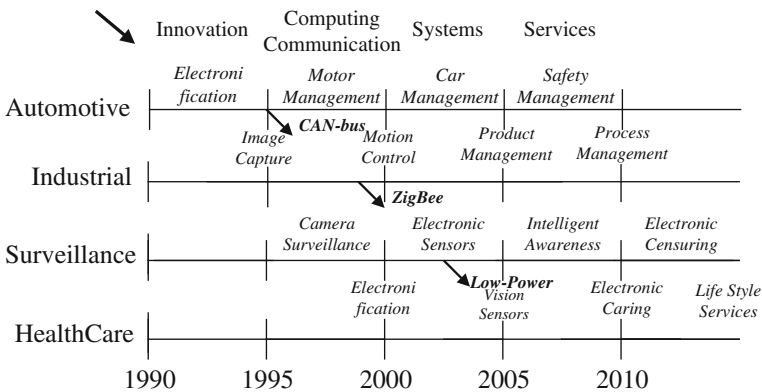 Innovation
Computing
Communication
Systems
Services
Automotive
Electroni
fication
Motor
Management
Car
Management
Safety
Management
CAN-bus
Industrial
Image
Capture
Motion
Control
Product
Management
Process
Management
ZigBee
Surveillance
Camera
Surveillance
Electronic
Sensors
Intelligent
Awareness
Electronic
Censuring
Low-Power
HealthCare
Electroni
fication
Vision
Sensors
Electronic
Caring
Life Style
Services
1990 1995 2000 2005 2010